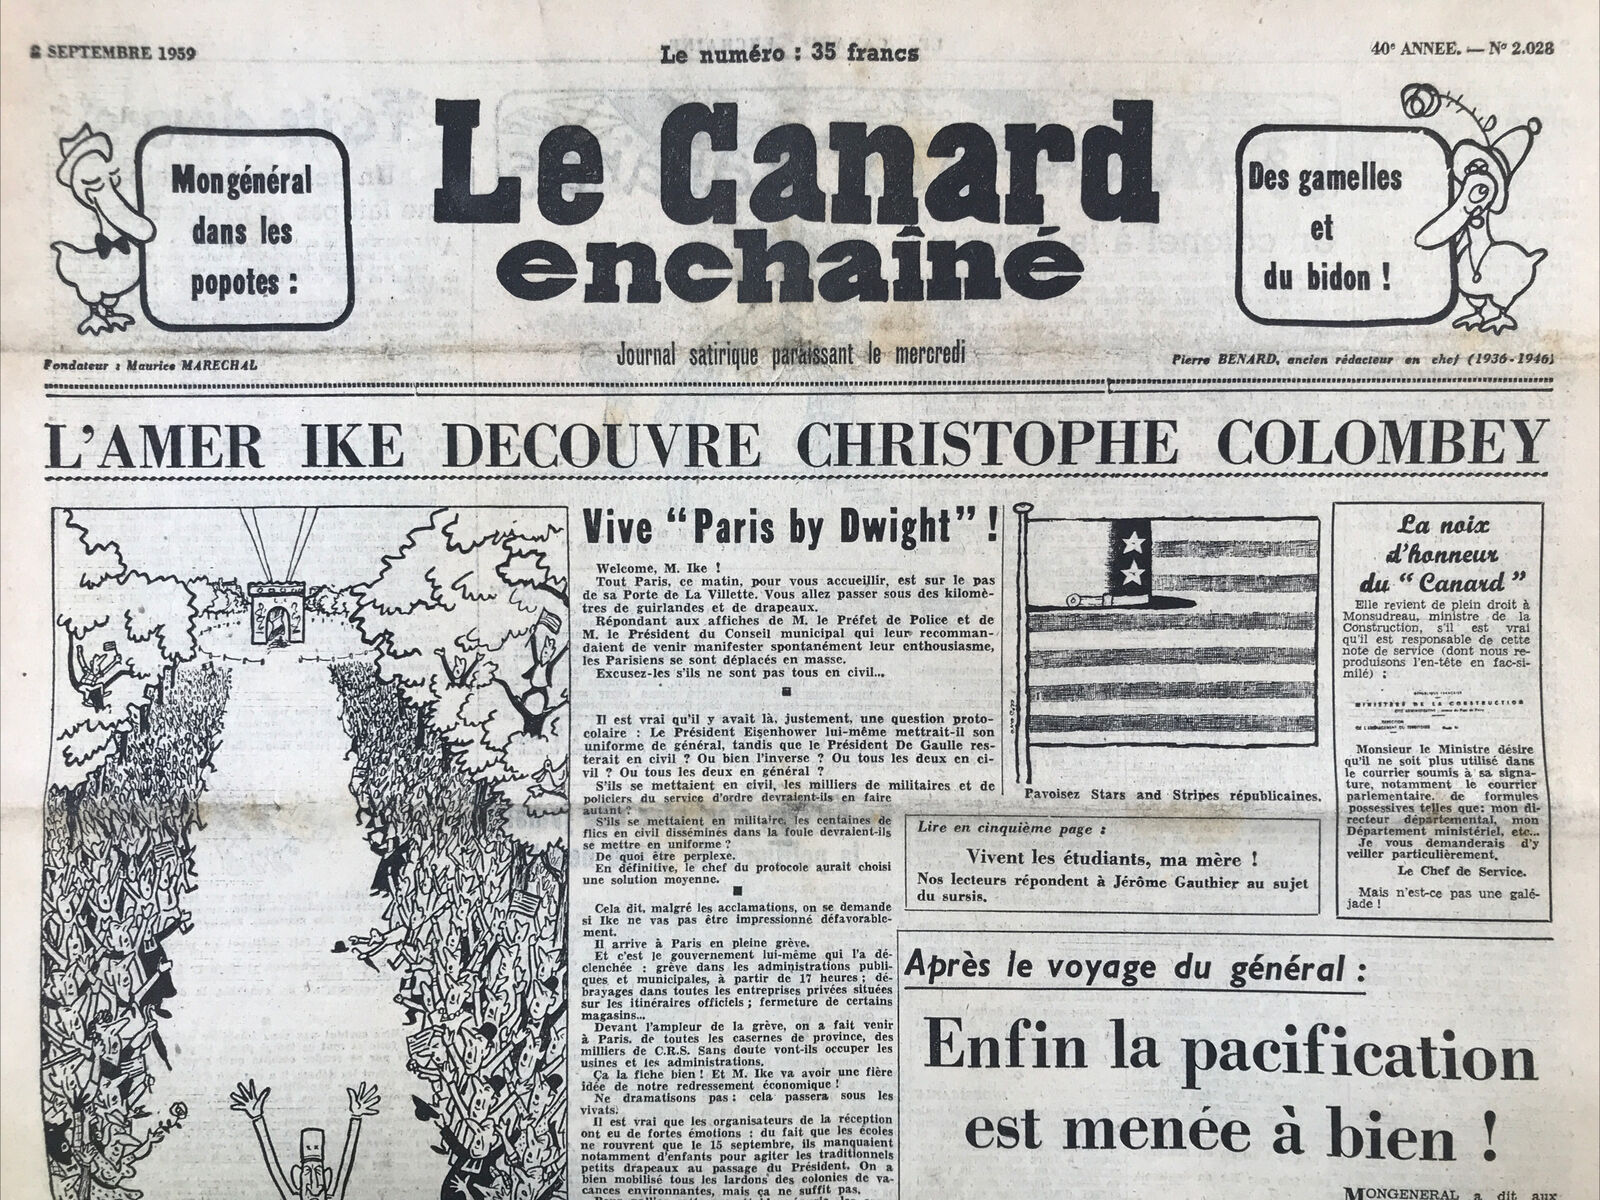 2 SEPTEMBRE 1959
Le numéro : 35 francs
40e ANNEE. — No 2.028
Mongénéral
dans les
popotes :
Le Canard
enchaîné
Des gamelles
et
du bidon !
Fondateur : Maurice MARECHAL
Journal satirique paraissant le mercredi
Pierre BENARD, ancien rédacteur en chef (1936-1946)
L'AMER IKE DECOUVRE CHRISTOPHE COLOMBEY
Vive "Paris by Dwight" !
Welcome, M. Ike !
Tout Paris, ce matin, pour vous accueillir, est sur le pas
de sa Porte de La Villette. Vous allez passer sous des kilomè-
tres de guirlandes et de drapeaux.
Répondant aux affiches de M. le Préfet de Police et de
M. le Président du Conseil municipal qui leur recomman-
daient de venir manifester spontanément leur enthousiasme,
les Parisiens se sont déplacés en masse.
Excusez-les s'ils ne sont pas tous en civil...
Il est vrai qu'il y avait là, justement, une question proto-
colaire : Le Président Eisenhower lui-même mettrait-il son
uniforme de général, tandis que le Président De Gaulle res-
terait en civil ? Ou bien l'inverse ? Ou tous les deux en ci-
vil ? Ou tous les deux en général ?
S'ils se mettaient en civil, les milliers de militaires et de
policiers du service d'ordre devraient-ils en faire
autant ?
S'ils se mettaient en militaire, les centaines de
flics en civil disséminés dans la foule devraient-ils
se mettre en uniforme ?
De quoi être perplexe.
En définitive, le chef du protocole aurait choisi
une solution moyenne.
Cela dit, malgré les acclamations, on se demande
si Ike ne vas pas être impressionné défavorable-
ment.
Il arrive à Paris en pleine grève.
Et c'est le gouvernement lui-même qui l'a dé-
clenchée : grève dans les administrations publi-
ques et municipales, à partir de 17 heures ; dé-
brayages dans toutes les entreprises privées situées
sur les itinéraires officiels ; fermeture de certains
magasins...
Devant l'ampleur de la grève, on a fait venir
à Paris, de toutes les casernes de province, des
milliers de C.R.S. Sans doute vont-ils occuper les
usines et les administrations.
Ça la fiche bien ! Et M. Ike va avoir une fière
idée de notre redressement économique !
Ne dramatisons pas : cela passera sous les
vivats.
Il est vrai que les organisateurs de la réception
ont eu de fortes émotions : du fait que les écoles
ne rouvrent que le 15 septembre, ils manquaient
notamment d'enfants pour agiter les traditionnels
petits drapeaux au passage du Président. On a
bien mobilisé tous les lardons des colonies de va-
cances environnantes, mais ça ne suffit pas.
Pavoisez Stars and Stripes républicaines.
Lire en cinquième page :
Vivent les étudiants, ma mère !
Nos lecteurs répondent à Jérôme Gauthier au sujet
du sursis.
La noix
d'honneur
du "Canard"
Elle revient de plein droit à
Monsudreau, ministre de la
Construction, s'il est vrai
qu'il est responsable de cette
note de service (dont nous re-
produisons l'en-tête en fac-si-
milé) :
MINISTÈRE DE LA CONSTRUCTION
Monsieur le Ministre désire
qu'il ne soit plus utilisé dans
le courrier soumis à sa signa-
ture, notamment le courrier
parlementaire, de formules
possessives telles que: mon di-
recteur départemental, mon
Département ministériel, etc...
Je vous demanderais d'y
veiller particulièrement.
Le Chef de Service.
Mais n'est-ce pas une galé-
jade !
Après le voyage du général :
Enfin la pacification
est menée à bien !
MONGENERAL a dit aux